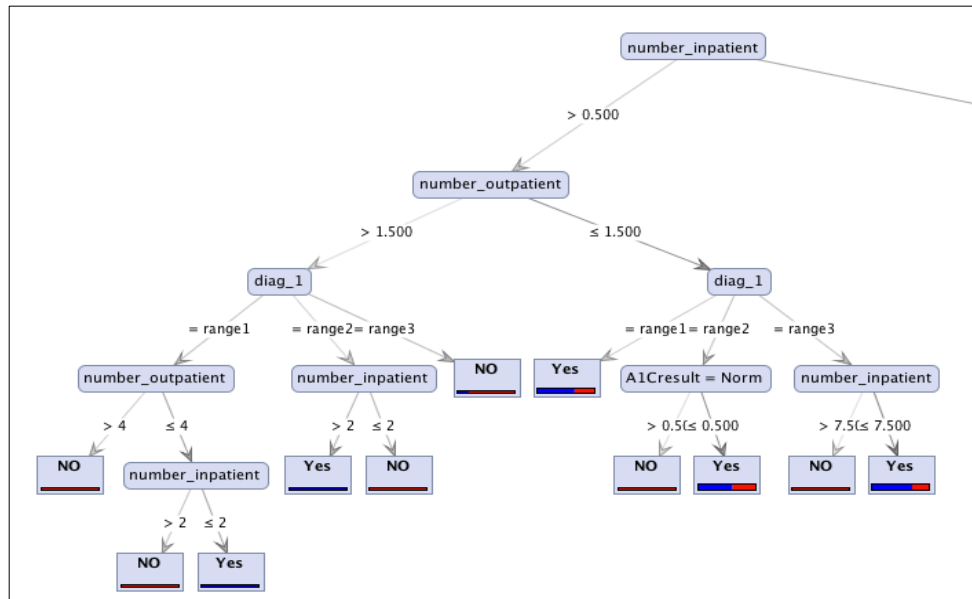 number_inpatient
> 0.500
number_outpatient
> 1.500
≤ 1.500
diag_1
diag_1
= range1
= range2= range3
= range1= range2
= range3
number_outpatient
number_inpatient
NO
Yes
A1Cresult = Norm
number_inpatient
> 4
≤ 4
> 2
≤ 2
> 0.50(≤ 0.500
> 7.50(≤ 7.500
NO
number_inpatient
Yes
NO
NO
Yes
NO
Yes
> 2
≤ 2
NO
Yes